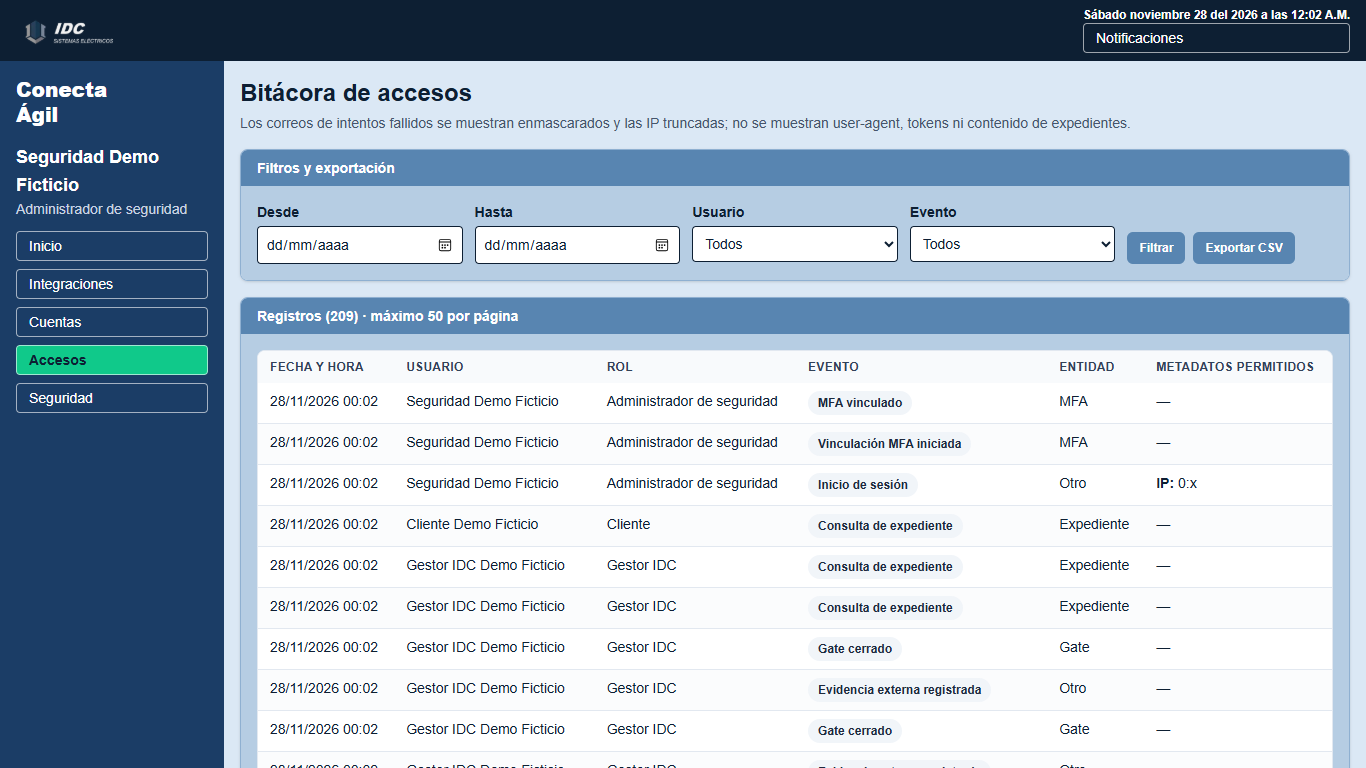 IDC
SISTEMAS ELÉCTRICOS
Sábado noviembre 28 del 2026 a las 12:02 A.M.
Notificaciones
Conecta
Ágil
Seguridad Demo
Ficticio
Administrador de seguridad
Inicio
Integraciones
Cuentas
Accesos
Seguridad
Bitácora de accesos
Los correos de intentos fallidos se muestran enmascarados y las IP truncadas; no se muestran user-agent, tokens ni contenido de expedientes.
Filtros y exportación
Desde Hasta Usuario Evento
dd/mm/aaaa dd/mm/aaaa Todos Todos Filtrar Exportar CSV
Registros (209) · máximo 50 por página
FECHA Y HORA USUARIO ROL EVENTO ENTIDAD METADATOS PERMITIDOS
28/11/2026 00:02 Seguridad Demo Ficticio Administrador de seguridad MFA vinculado MFA —
28/11/2026 00:02 Seguridad Demo Ficticio Administrador de seguridad Vinculación MFA iniciada MFA —
28/11/2026 00:02 Seguridad Demo Ficticio Administrador de seguridad Inicio de sesión Otro IP: 0:x
28/11/2026 00:02 Cliente Demo Ficticio Cliente Consulta de expediente Expediente —
28/11/2026 00:02 Gestor IDC Demo Ficticio Gestor IDC Consulta de expediente Expediente —
28/11/2026 00:02 Gestor IDC Demo Ficticio Gestor IDC Consulta de expediente Expediente —
28/11/2026 00:02 Gestor IDC Demo Ficticio Gestor IDC Gate cerrado Gate —
28/11/2026 00:02 Gestor IDC Demo Ficticio Gestor IDC Evidencia externa registrada Otro —
28/11/2026 00:02 Gestor IDC Demo Ficticio Gestor IDC Gate cerrado Gate —